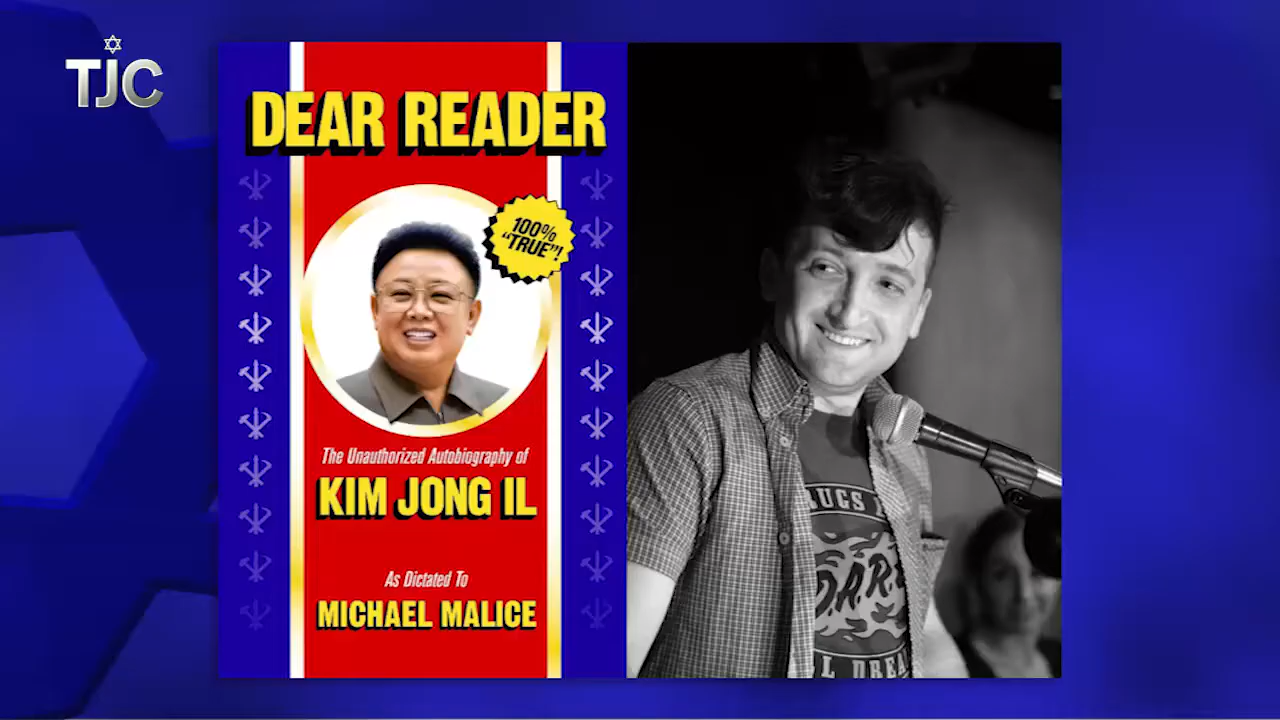 TJC
DEAR READER
100%
"TRUE"!
The Unauthorized Autobiography of
KIM JONG IL
As Dictated To
MICHAEL MALICE
D.A.R.